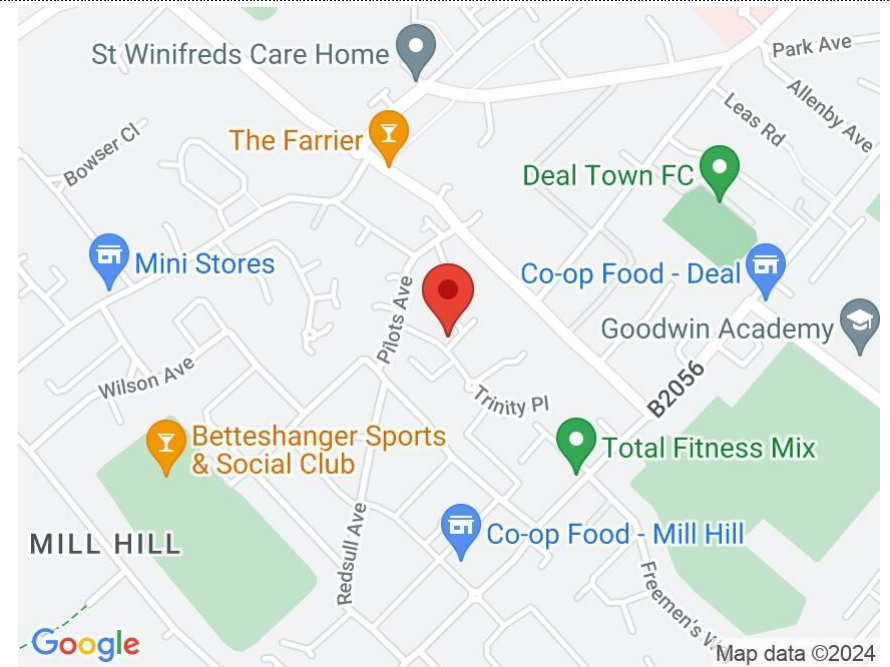 St Winifreds Care Home
Park Ave
Allenby Ave
Leas Rd
The Farrier
Bowser Cl
Deal Town FC
Mini Stores
Co-op Food - Deal
Pilots Ave
Goodwin Academy
Wilson Ave
B2056
Trinity Pl
Betteshanger Sports
& Social Club
Total Fitness Mix
MILL HILL
Redsull Ave
Co-op Food - Mill Hill
Freemen's
Google
Map data ©2024